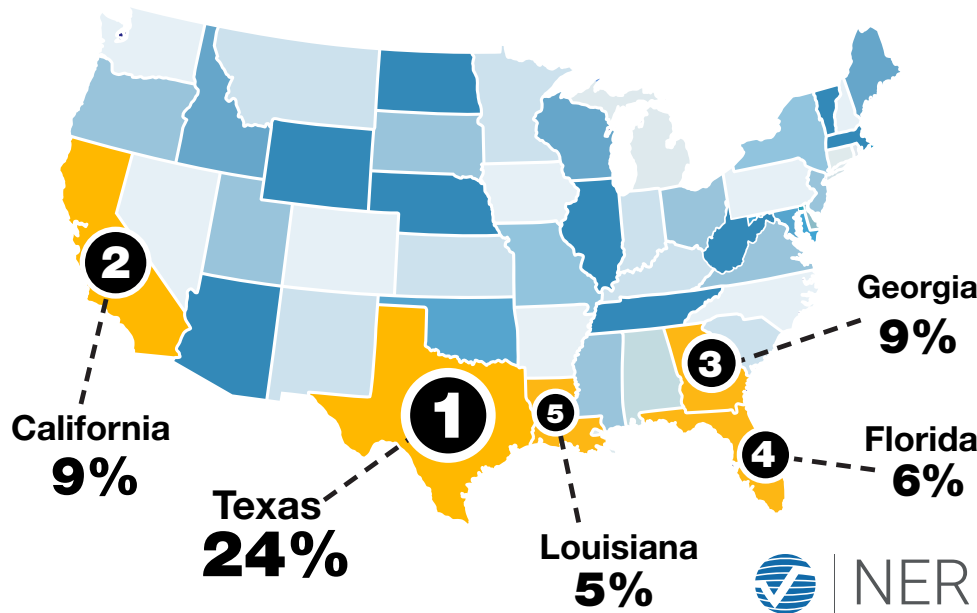 2
Georgia
9%
3
1
5
California
9%
4
Florida
6%
Texas
24%
Louisiana
5%
NER